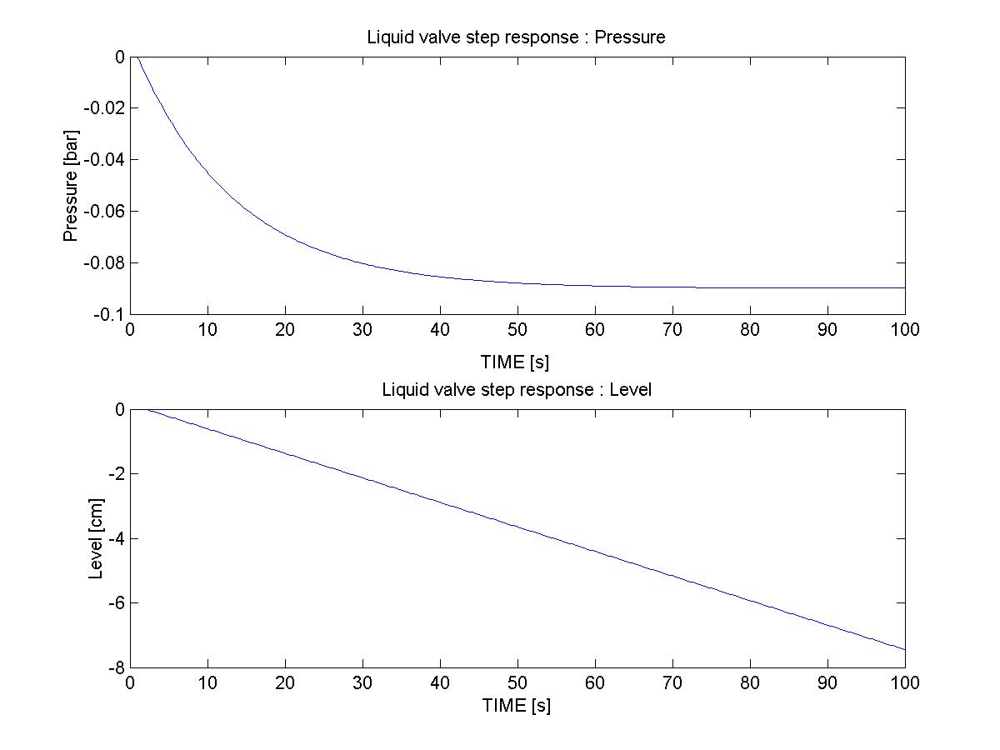 Liquid valve step response : Pressure
0
-0.02
-0.04
-0.06
-0.08
-0.1
Pressure [bar]
0 10 20 30 40 50 60 70 80 90 100
TIME [s]
Liquid valve step response : Level
0
-2
-4
-6
-8
Level [cm]
0 10 20 30 40 50 60 70 80 90 100
TIME [s]